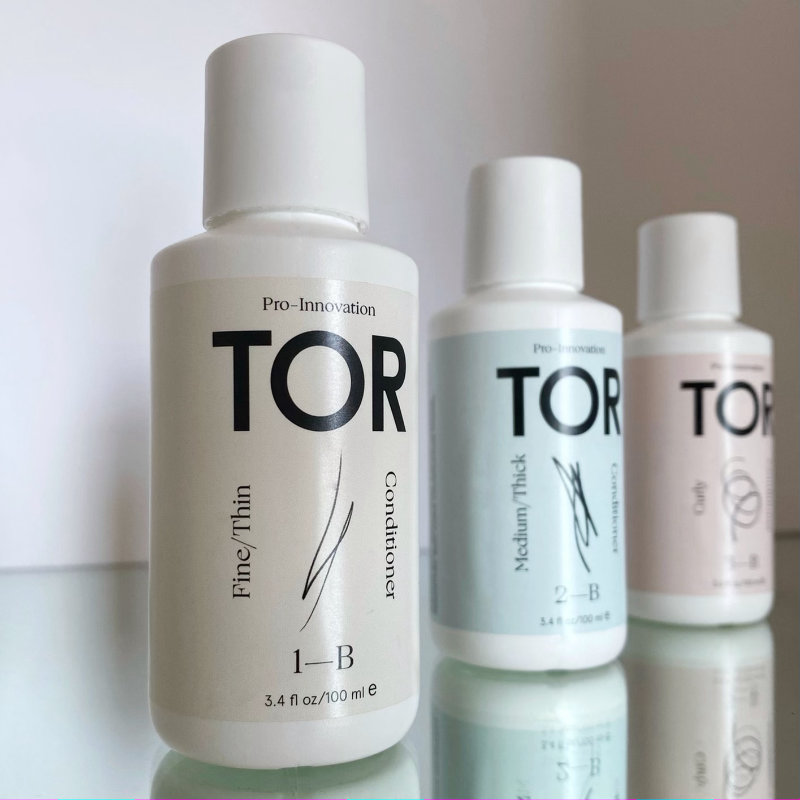 Pro-Innovation
TOR
Fine/Thin
Conditioner
1—B
3.4 fl oz/100 ml e
Pro-Innovation
TOR
Medium/Thick
Conditioner
2—B
3.4 fl oz/100 ml e
TOR
Curly
3—B